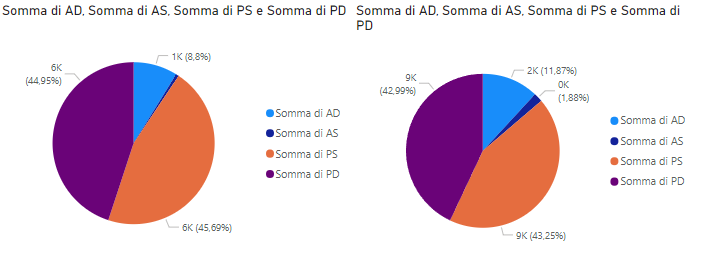 Somma di AD, Somma di AS, Somma di PS e Somma di PD
1K (8,8%)
6K
(44,95%)
6K (45,69%)
Somma di AD
Somma di AS
Somma di PS
Somma di PD
Somma di AD, Somma di AS, Somma di PS e Somma di
PD
2K (11,87%)
0K
(1,88%)
9K
(42,99%)
9K (43,25%)
Somma di AD
Somma di AS
Somma di PS
Somma di PD